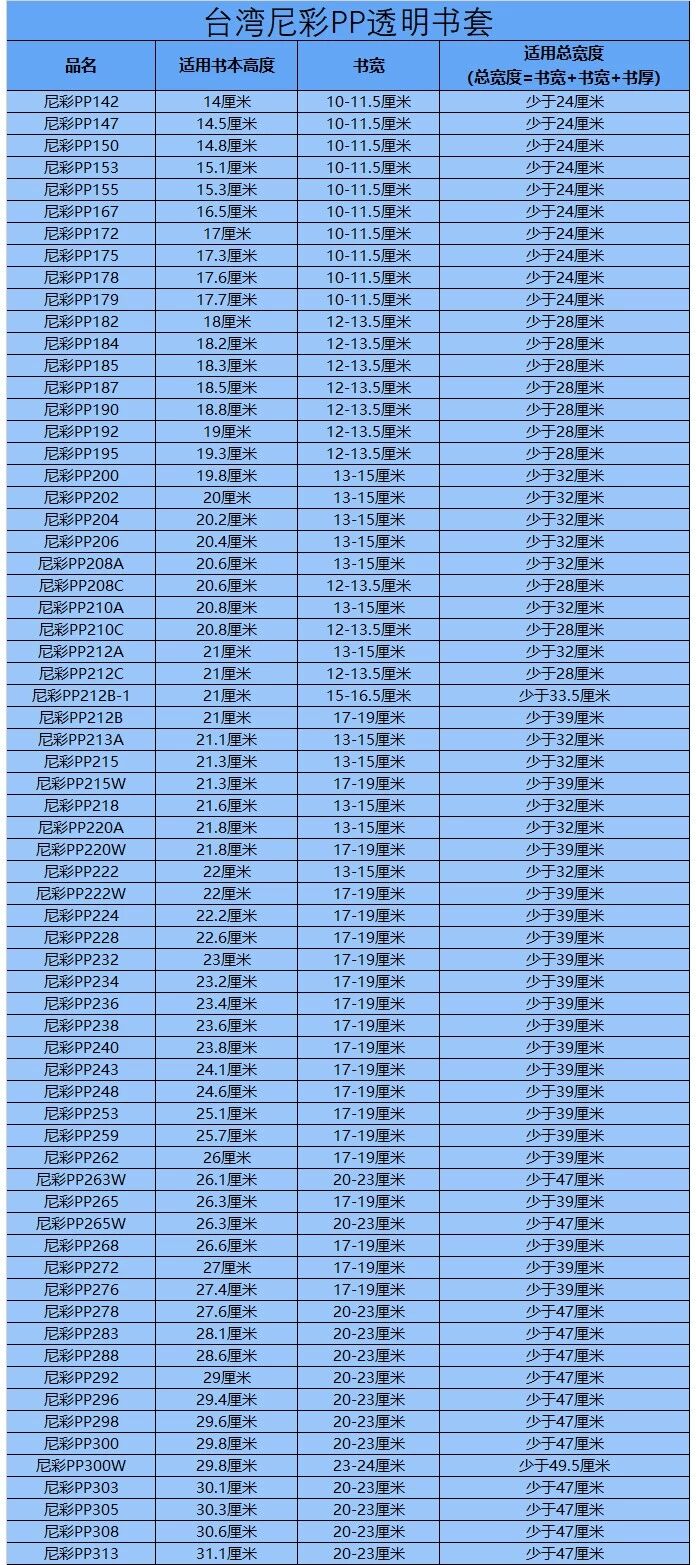 台湾尼彩PP透明书套
品名 适用书本高度 书宽 适用总宽度
(总宽度=书宽+书宽+书厚)
尼彩PP142 14厘米 10-11.5厘米 少于24厘米
尼彩PP147 14.5厘米 10-11.5厘米 少于24厘米
尼彩PP150 14.8厘米 10-11.5厘米 少于24厘米
尼彩PP153 15.1厘米 10-11.5厘米 少于24厘米
尼彩PP155 15.3厘米 10-11.5厘米 少于24厘米
尼彩PP167 16.5厘米 10-11.5厘米 少于24厘米
尼彩PP172 17厘米 10-11.5厘米 少于24厘米
尼彩PP175 17.3厘米 10-11.5厘米 少于24厘米
尼彩PP178 17.6厘米 10-11.5厘米 少于24厘米
尼彩PP179 17.7厘米 10-11.5厘米 少于24厘米
尼彩PP182 18厘米 12-13.5厘米 少于28厘米
尼彩PP184 18.2厘米 12-13.5厘米 少于28厘米
尼彩PP185 18.3厘米 12-13.5厘米 少于28厘米
尼彩PP187 18.5厘米 12-13.5厘米 少于28厘米
尼彩PP190 18.8厘米 12-13.5厘米 少于28厘米
尼彩PP192 19厘米 12-13.5厘米 少于28厘米
尼彩PP195 19.3厘米 12-13.5厘米 少于28厘米
尼彩PP200 19.8厘米 13-15厘米 少于32厘米
尼彩PP202 20厘米 13-15厘米 少于32厘米
尼彩PP204 20.2厘米 13-15厘米 少于32厘米
尼彩PP206 20.4厘米 13-15厘米 少于32厘米
尼彩PP208A 20.6厘米 13-15厘米 少于32厘米
尼彩PP208C 20.6厘米 12-13.5厘米 少于28厘米
尼彩PP210A 20.8厘米 13-15厘米 少于32厘米
尼彩PP210C 20.8厘米 12-13.5厘米 少于28厘米
尼彩PP212A 21厘米 13-15厘米 少于32厘米
尼彩PP212C 21厘米 12-13.5厘米 少于28厘米
尼彩PP212B-1 21厘米 15-16.5厘米 少于33.5厘米
尼彩PP212B 21厘米 17-19厘米 少于39厘米
尼彩PP213A 21.1厘米 13-15厘米 少于32厘米
尼彩PP215 21.3厘米 13-15厘米 少于32厘米
尼彩PP215W 21.3厘米 17-19厘米 少于39厘米
尼彩PP218 21.6厘米 13-15厘米 少于32厘米
尼彩PP220A 21.8厘米 13-15厘米 少于32厘米
尼彩PP220W 21.8厘米 17-19厘米 少于39厘米
尼彩PP222 22厘米 13-15厘米 少于32厘米
尼彩PP222W 22厘米 17-19厘米 少于39厘米
尼彩PP224 22.2厘米 17-19厘米 少于39厘米
尼彩PP228 22.6厘米 17-19厘米 少于39厘米
尼彩PP232 23厘米 17-19厘米 少于39厘米
尼彩PP234 23.2厘米 17-19厘米 少于39厘米
尼彩PP236 23.4厘米 17-19厘米 少于39厘米
尼彩PP238 23.6厘米 17-19厘米 少于39厘米
尼彩PP240 23.8厘米 17-19厘米 少于39厘米
尼彩PP243 24.1厘米 17-19厘米 少于39厘米
尼彩PP248 24.6厘米 17-19厘米 少于39厘米
尼彩PP253 25.1厘米 17-19厘米 少于39厘米
尼彩PP259 25.7厘米 17-19厘米 少于39厘米
尼彩PP262 26厘米 17-19厘米 少于39厘米
尼彩PP263W 26.1厘米 20-23厘米 少于47厘米
尼彩PP265 26.3厘米 17-19厘米 少于39厘米
尼彩PP265W 26.3厘米 20-23厘米 少于47厘米
尼彩PP268 26.6厘米 17-19厘米 少于39厘米
尼彩PP272 27厘米 17-19厘米 少于39厘米
尼彩PP276 27.4厘米 17-19厘米 少于39厘米
尼彩PP278 27.6厘米 20-23厘米 少于47厘米
尼彩PP283 28.1厘米 20-23厘米 少于47厘米
尼彩PP288 28.6厘米 20-23厘米 少于47厘米
尼彩PP292 29厘米 20-23厘米 少于47厘米
尼彩PP296 29.4厘米 20-23厘米 少于47厘米
尼彩PP298 29.6厘米 20-23厘米 少于47厘米
尼彩PP300 29.8厘米 20-23厘米 少于47厘米
尼彩PP300W 29.8厘米 23-24厘米 少于49.5厘米
尼彩PP303 30.1厘米 20-23厘米 少于47厘米
尼彩PP305 30.3厘米 20-23厘米 少于47厘米
尼彩PP308 30.6厘米 20-23厘米 少于47厘米
尼彩PP313 31.1厘米 20-23厘米 少于47厘米